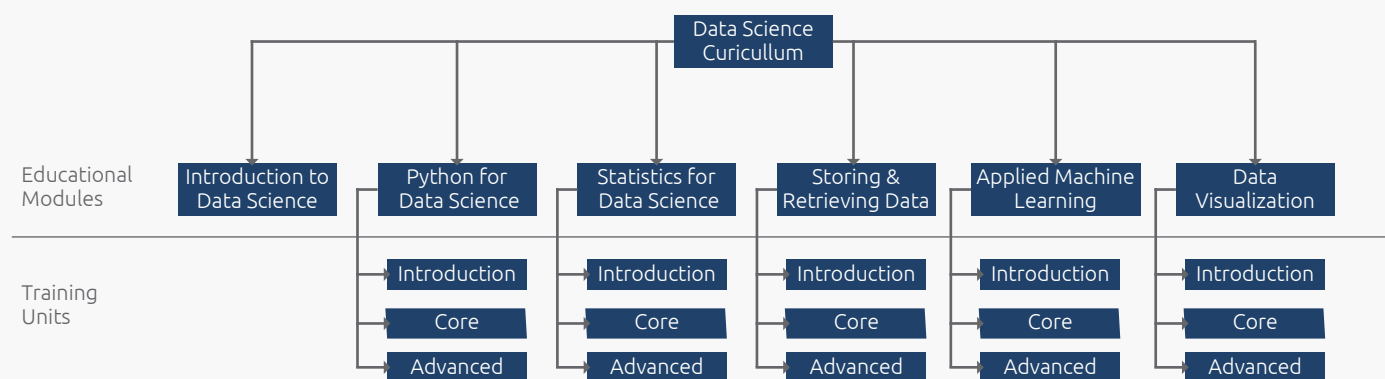 Data Science
Curicullum
Educational
Modules
Introduction to
Data Science
Python for
Data Science
Statistics for
Data Science
Storing &
Retrieving Data
Applied Machine
Learning
Data
Visualization
Training
Units
Introduction
Introduction
Introduction
Introduction
Introduction
Core
Core
Core
Core
Core
Advanced
Advanced
Advanced
Advanced
Advanced